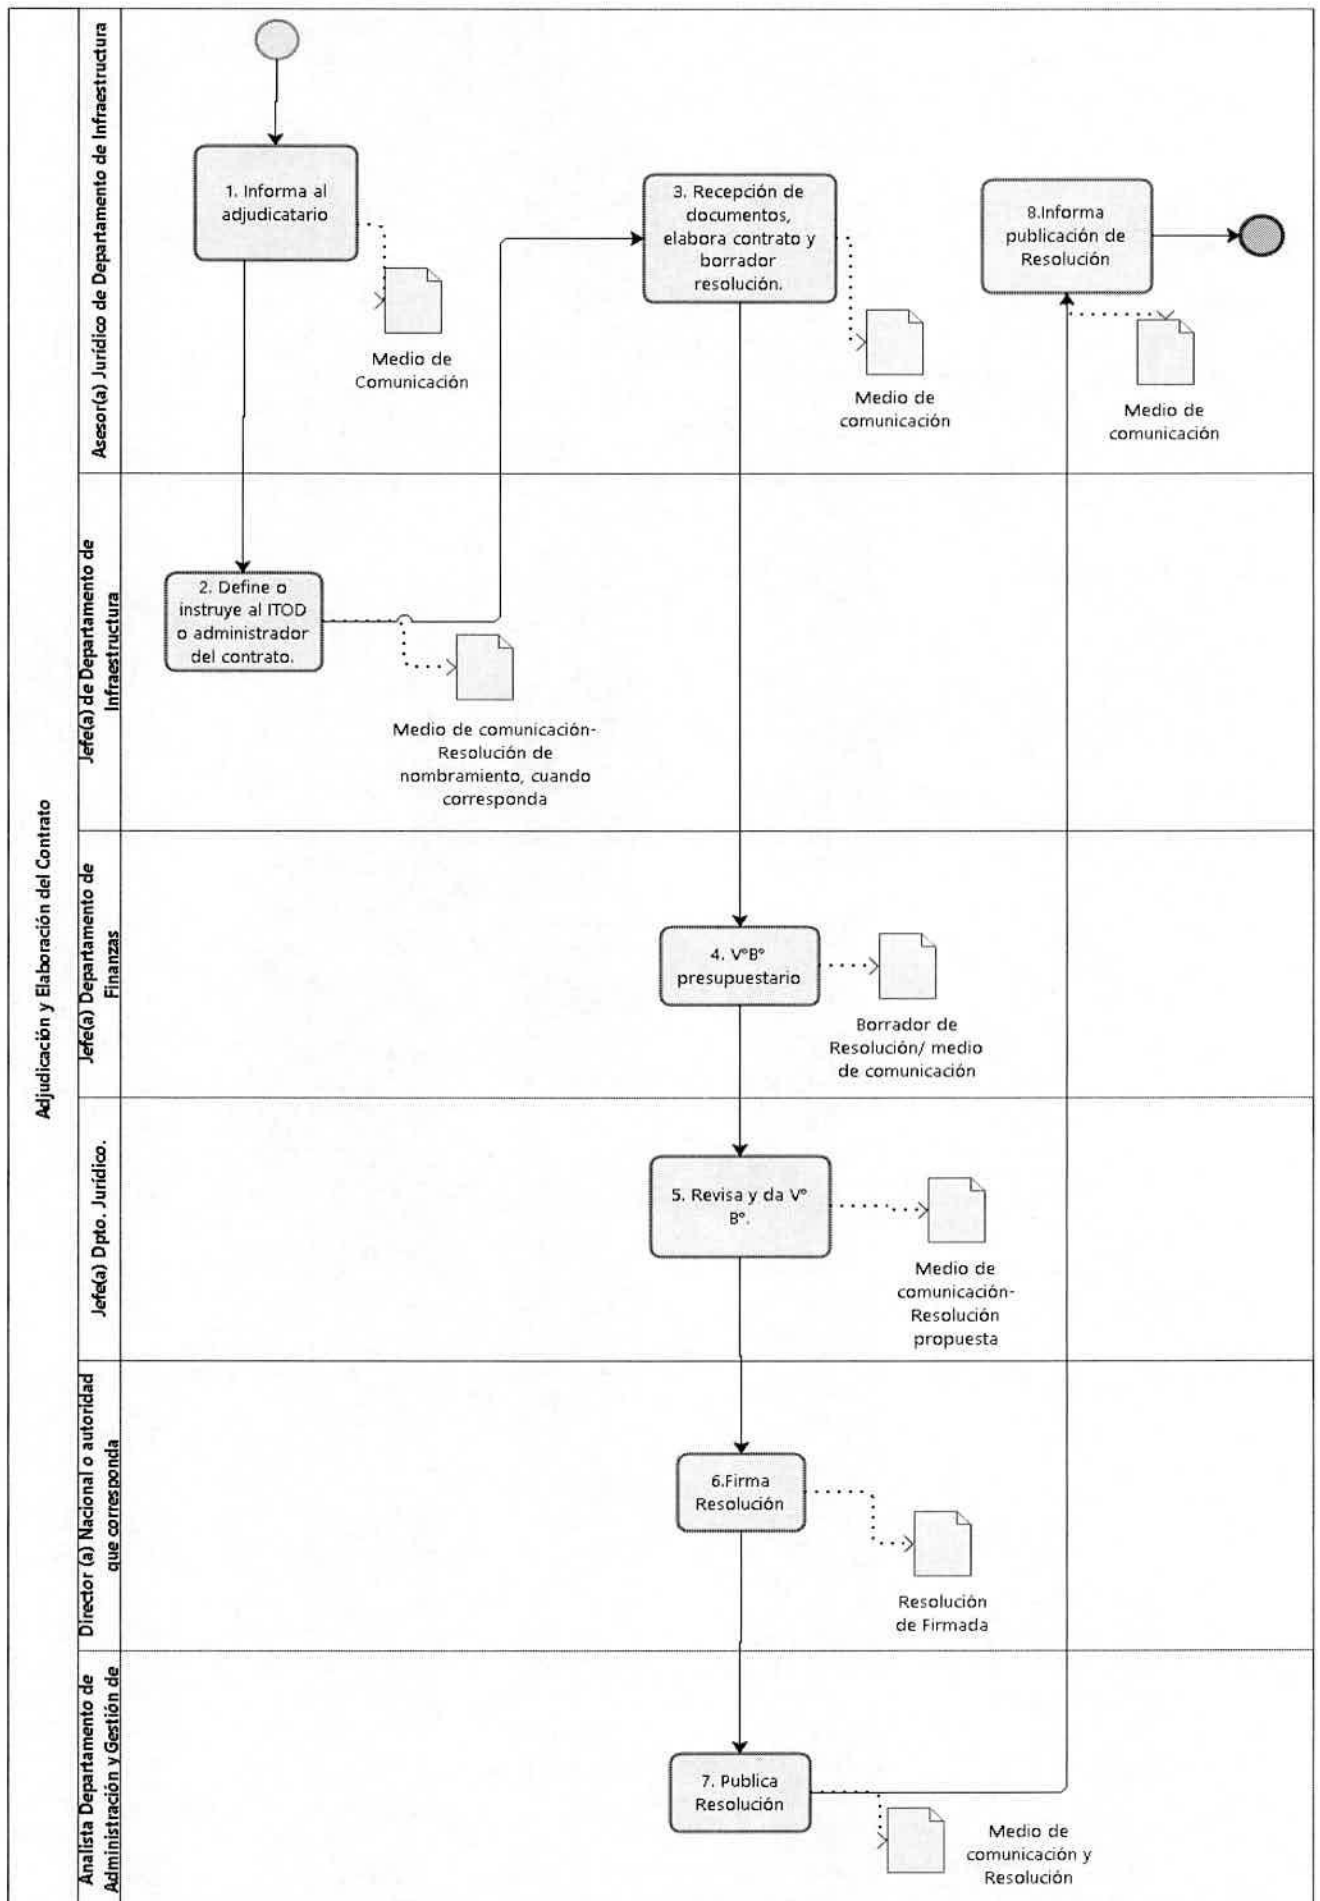 Adjudicación y Elaboración del Contrato
Asesor(a) Jurídico de Departamento de Infraestructura
1. Informa al
adjudicatario
Medio de
Comunicación
3. Recepción de
documentos,
elabora contrato y
borrador
resolución.
Medio de
comunicación
8.Informa
publicación de
Resolución
Medio de
comunicación
Jefe(a) de Departamento de
Infraestructura
2. Define o
instruye al ITOD
o administrador
del contrato.
Medio de comunicación-
Resolución de
nombramiento, cuando
corresponda
Jefe(a) Departamento de
Finanzas
4. V°B°
presupuestario
Borrador de
Resolución/ medio
de comunicación
Jefe(a) Dpto. Jurídico.
5. Revisa y da V°
B°.
Medio de
comunicación-
Resolución
propuesta
Director (a) Nacional o autoridad
que corresponda
6.Firma
Resolución
Resolución
de Firmada
Analista Departamento de
Administración y Gestión de
7. Publica
Resolución
Medio de
comunicación y
Resolución